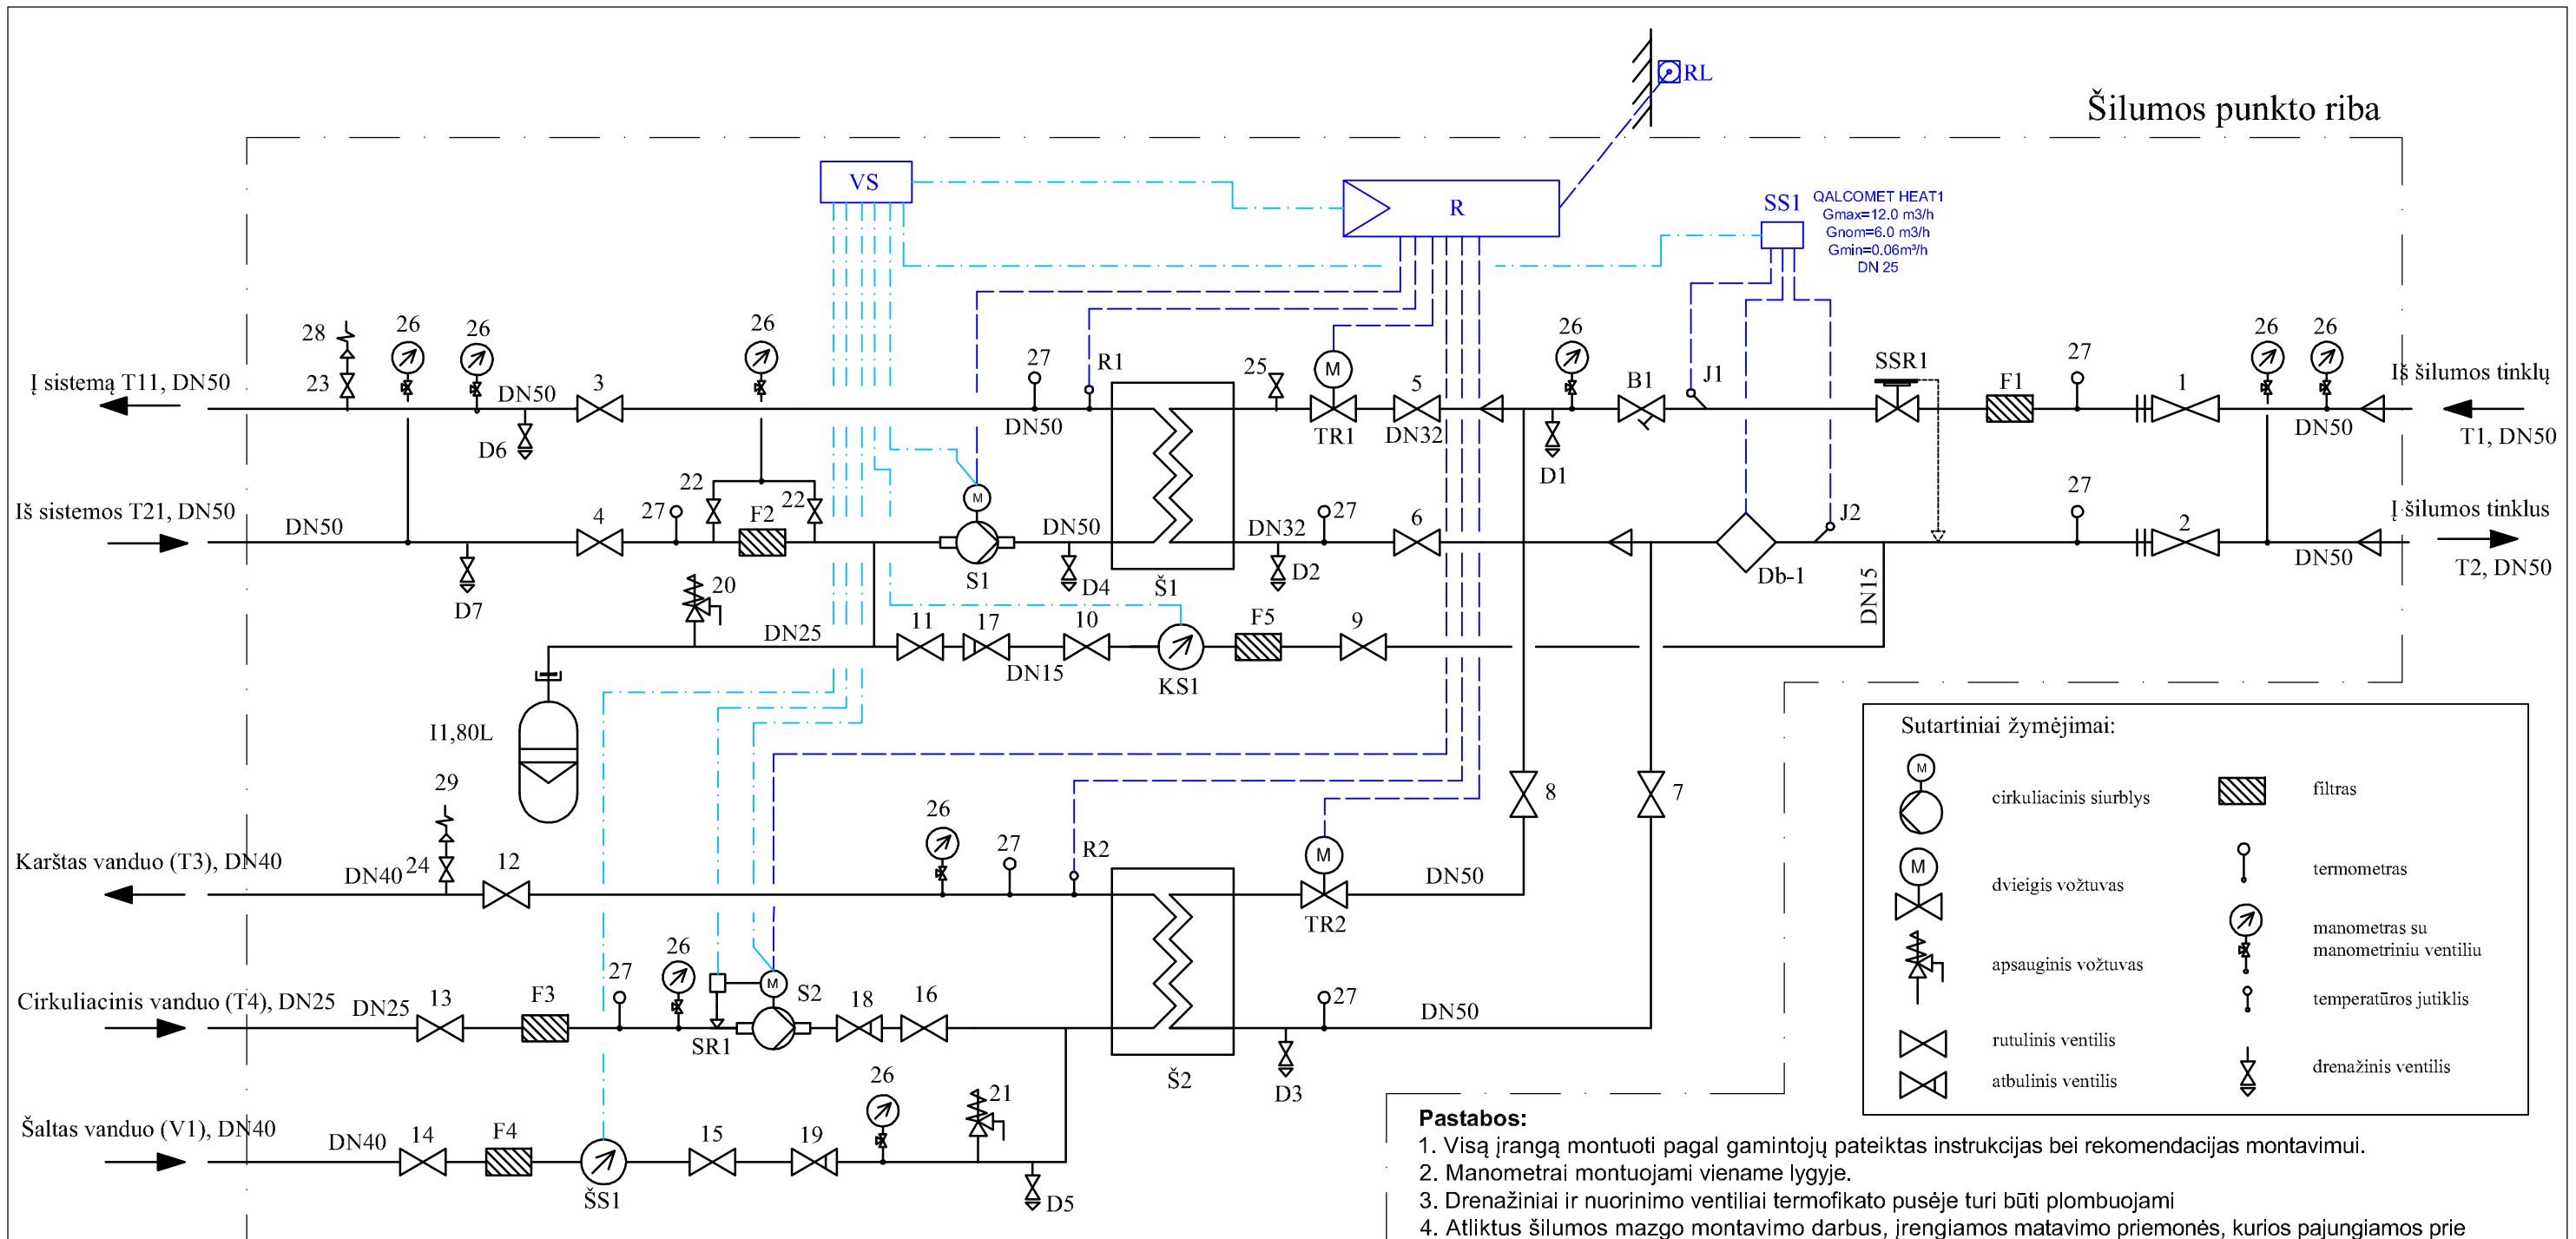 Šilumos punkto riba
RL
VS
R
SS1
QALCOMET HEAT1
Gmax=12.0 m3/h
Gnom=6.0 m3/h
Gmin=0.06m³/h
DN 25
28
26
26
26
27
R1
25
M
26
B1
J1
SSR1
F1
27
1
26
26
Iš šilumos tinklų
Į sistemą T11, DN50
23
DN50
3
D6
DN50
TR1
5
DN32
D1
DN50
T1, DN50
Iš sistemos T21, DN50
DN50
4
27
22
F2
22
M
S1
DN50
D4
Š1
DN32
27
D2
6
Db-1
J2
27
2
Į šilumos tinklus
DN50
T2, DN50
D7
20
DN25
11
17
DN15
10
KS1
F5
9
DN15
I1,80L
8
7
29
26
27
R2
M
Karštas vanduo (T3), DN40
DN40
24
12
TR2
DN50
Cirkuliacinis vanduo (T4), DN25
DN25
13
F3
27
26
SR1
M
S2
18
16
Š2
27
DN50
D3
Šaltas vanduo (V1), DN40
DN40
14
F4
ŠS1
15
19
26
21
D5
Sutartiniai žymėjimai:
M
cirkuliacinis siurblys
filtras
M
dvieigis vožtuvas
termometras
apsauginis vožtuvas
manometras su
manometriniu ventiliu
temperatūros jutiklis
rutulinis ventilis
atbulinis ventilis
drenažinis ventilis
Pastabos:
1. Visą įrangą montuoti pagal gamintojų pateiktas instrukcijas bei rekomendacijas montavimui.
2. Manometrai montuojami viename lygyje.
3. Drenažiniai ir nuorinimo ventiliai termofikato pusėje turi būti plombuojami
4. Atliktus šilumos mazgo montavimo darbus, įrengiamos matavimo priemonės, kurios pajungiamos prie